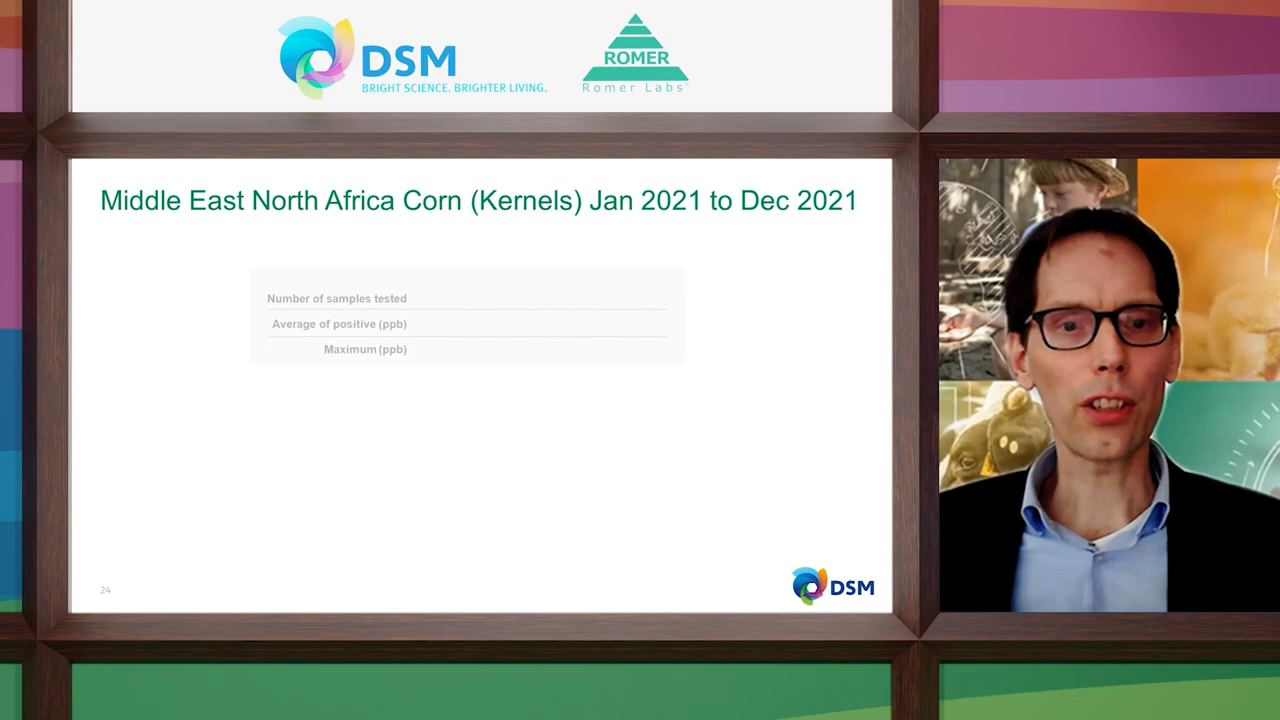 DSM
BRIGHT SCIENCE. BRIGHTER LIVING.
ROMER
Romer Labs®
Middle East North Africa Corn (Kernels) Jan 2021 to Dec 2021
Number of samples tested
Average of positive (ppb)
Maximum (ppb)
24
DSM